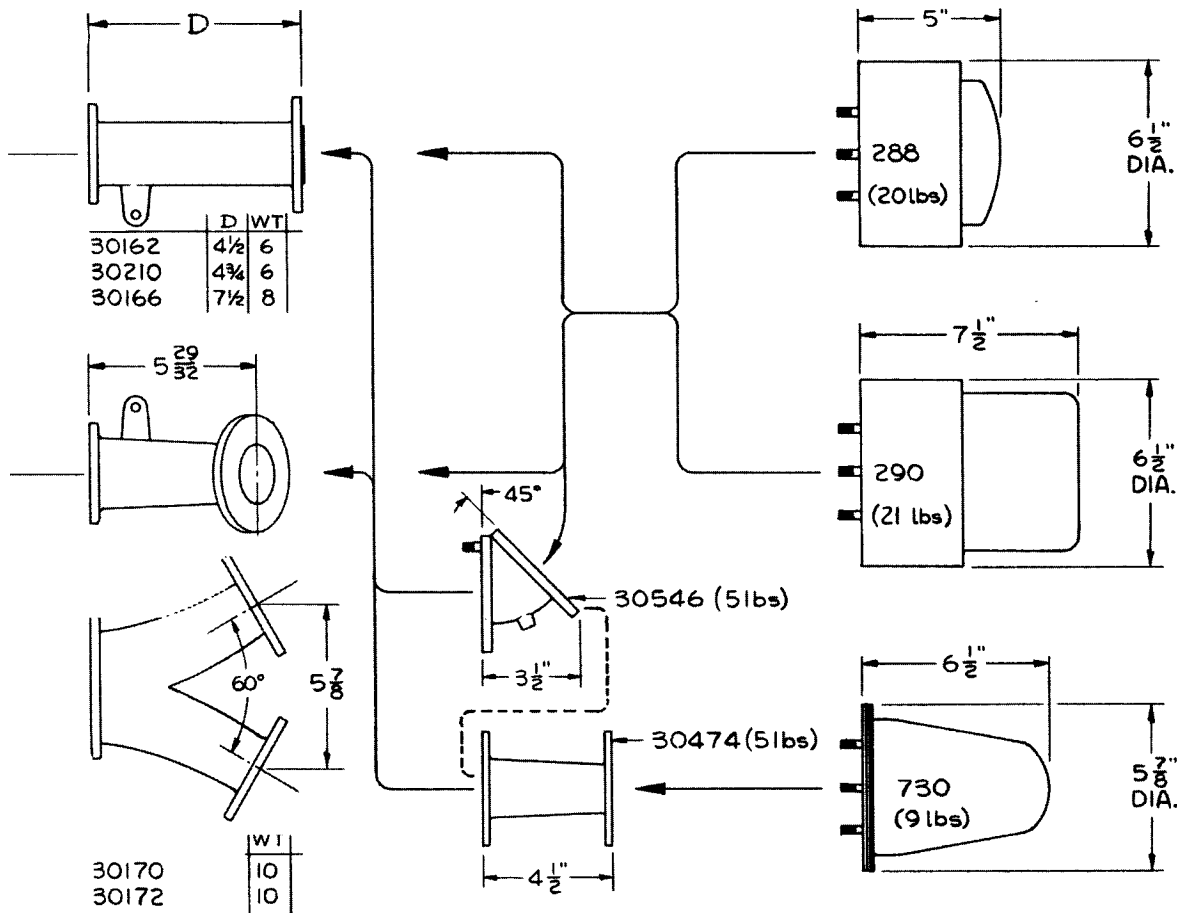 D
D WT
30162 4½ 6
30210 4¾ 6
30166 7½ 8
5 29/32
60°
5 7/8
WT
30170 10
30172 10
45°
30546 (5lbs)
3 1/2"
30474 (5lbs)
4 1/2"
5"
288
(20lbs)
6 1/2"
DIA.
7 1/2"
290
(21 lbs)
6 1/2"
DIA.
6 1/2"
730
(9 lbs)
5 7/8"
DIA.